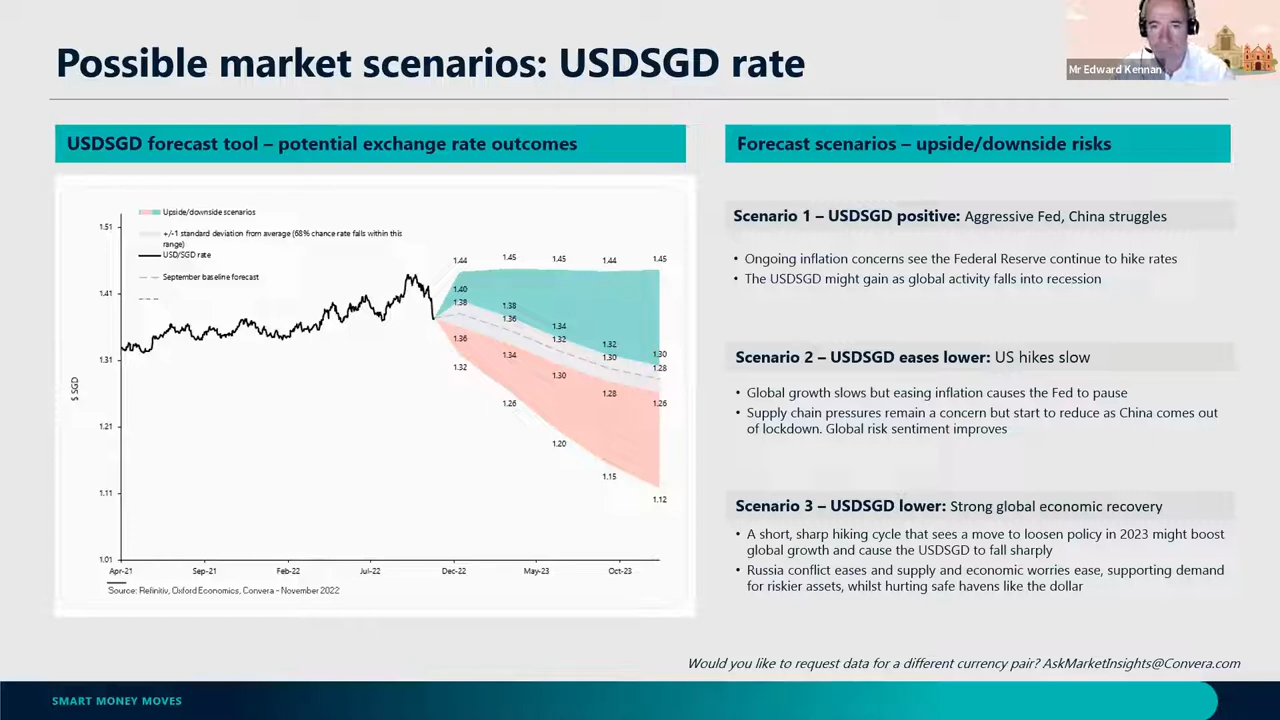 Possible market scenarios: USDSGD rate
Mr Edward Kennan
USDSGD forecast tool – potential exchange rate outcomes
Upside/downside scenarios
+/-1 standard deviation from average (68% chance rate falls within this
range)
USD/SGD rate
September baseline forecast
$ SGD
1.51
1.41
1.31
1.21
1.11
1.01
1.44
1.45
1.45
1.44
1.45
1.40
1.38
1.38
1.36
1.34
1.32
1.32
1.30
1.30
1.28
1.36
1.34
1.30
1.28
1.26
1.32
1.26
1.20
1.15
1.12
Apr-21
Sep-21
Feb-22
Jul-22
Dec-22
May-23
Oct-23
Source: Refinitiv, Oxford Economics, Convera – November 2022
Forecast scenarios – upside/downside risks
Scenario 1 – USDSGD positive: Aggressive Fed, China struggles
• Ongoing inflation concerns see the Federal Reserve continue to hike rates
• The USDSGD might gain as global activity falls into recession
Scenario 2 – USDSGD eases lower: US hikes slow
• Global growth slows but easing inflation causes the Fed to pause
• Supply chain pressures remain a concern but start to reduce as China comes out
of lockdown. Global risk sentiment improves
Scenario 3 – USDSGD lower: Strong global economic recovery
• A short, sharp hiking cycle that sees a move to loosen policy in 2023 might boost
global growth and cause the USDSGD to fall sharply
• Russia conflict eases and supply and economic worries ease, supporting demand
for riskier assets, whilst hurting safe havens like the dollar
Would you like to request data for a different currency pair? AskMarketInsights@Convera.com
SMART MONEY MOVES